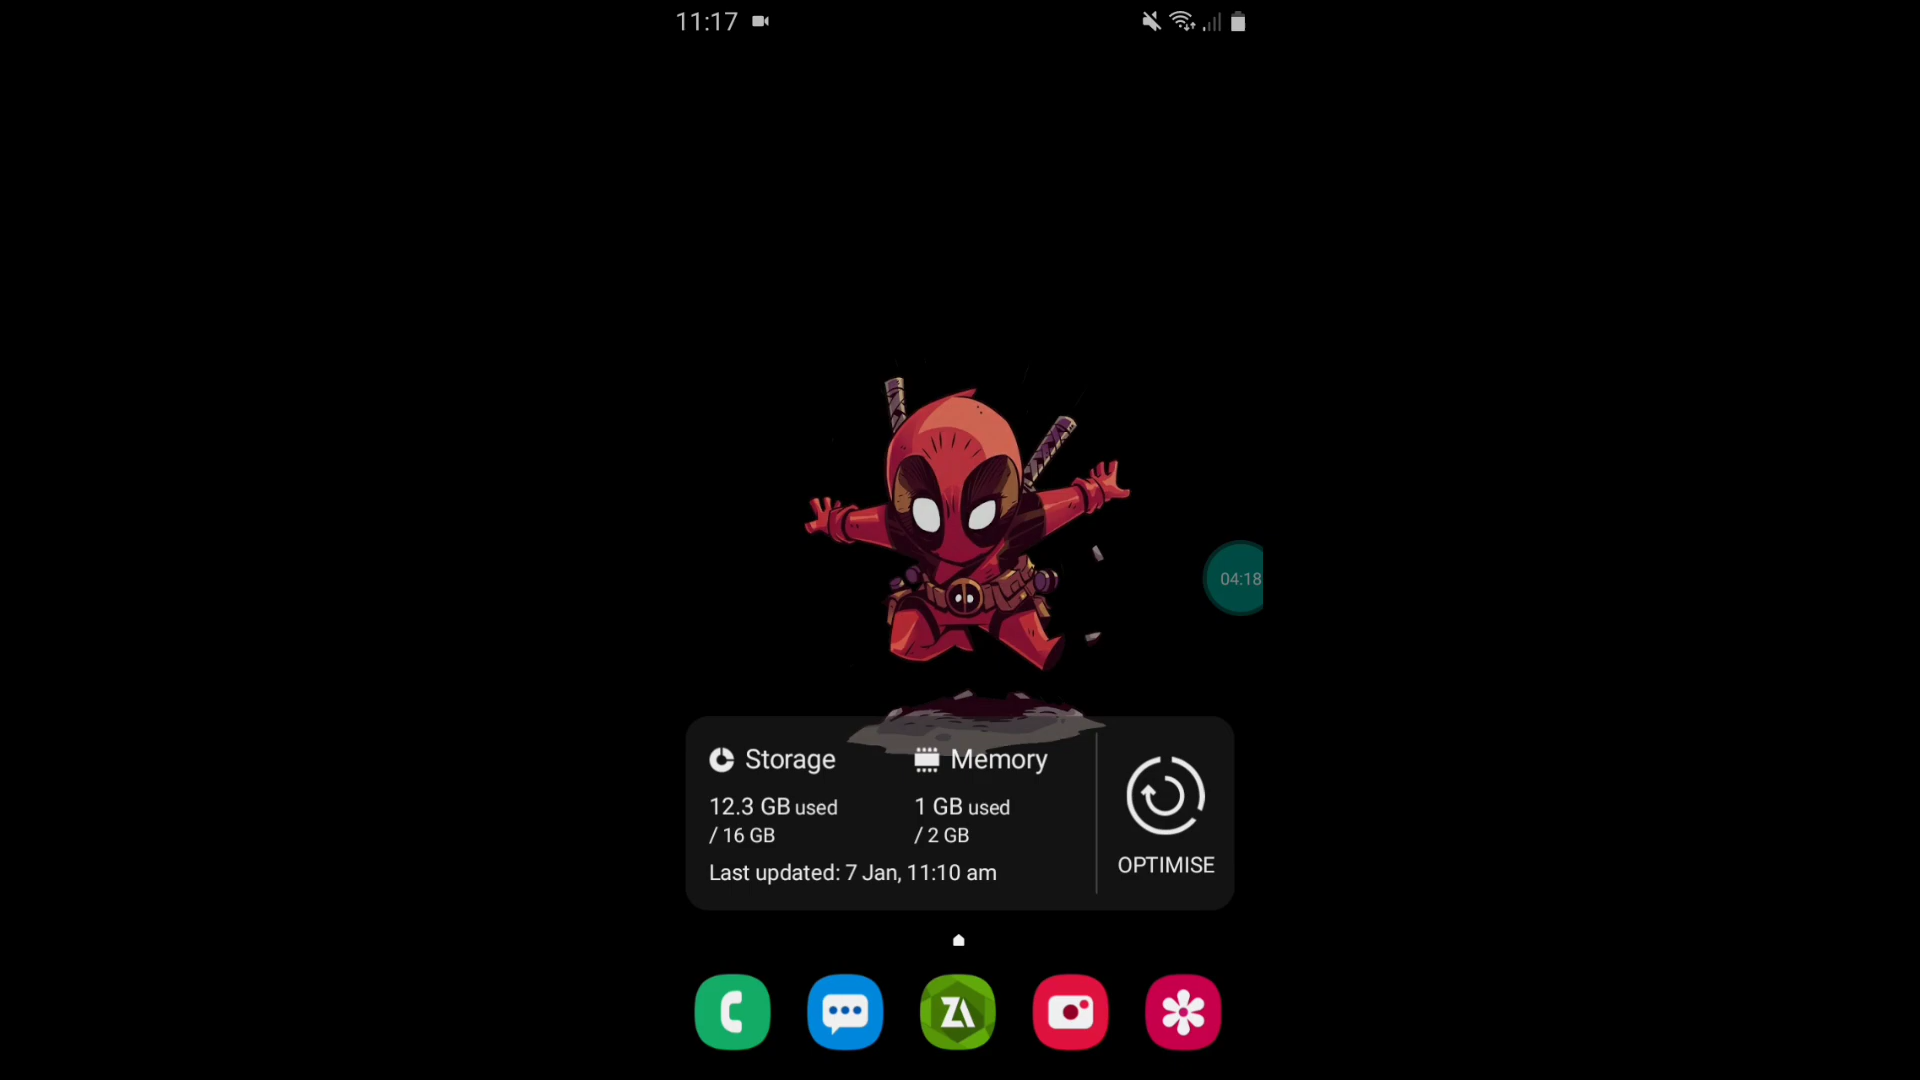 11:17
04:18
Storage
Memory
12.3 GB used
/ 16 GB
1 GB used
/ 2 GB
Last updated: 7 Jan, 11:10 am
OPTIMISE
ZA